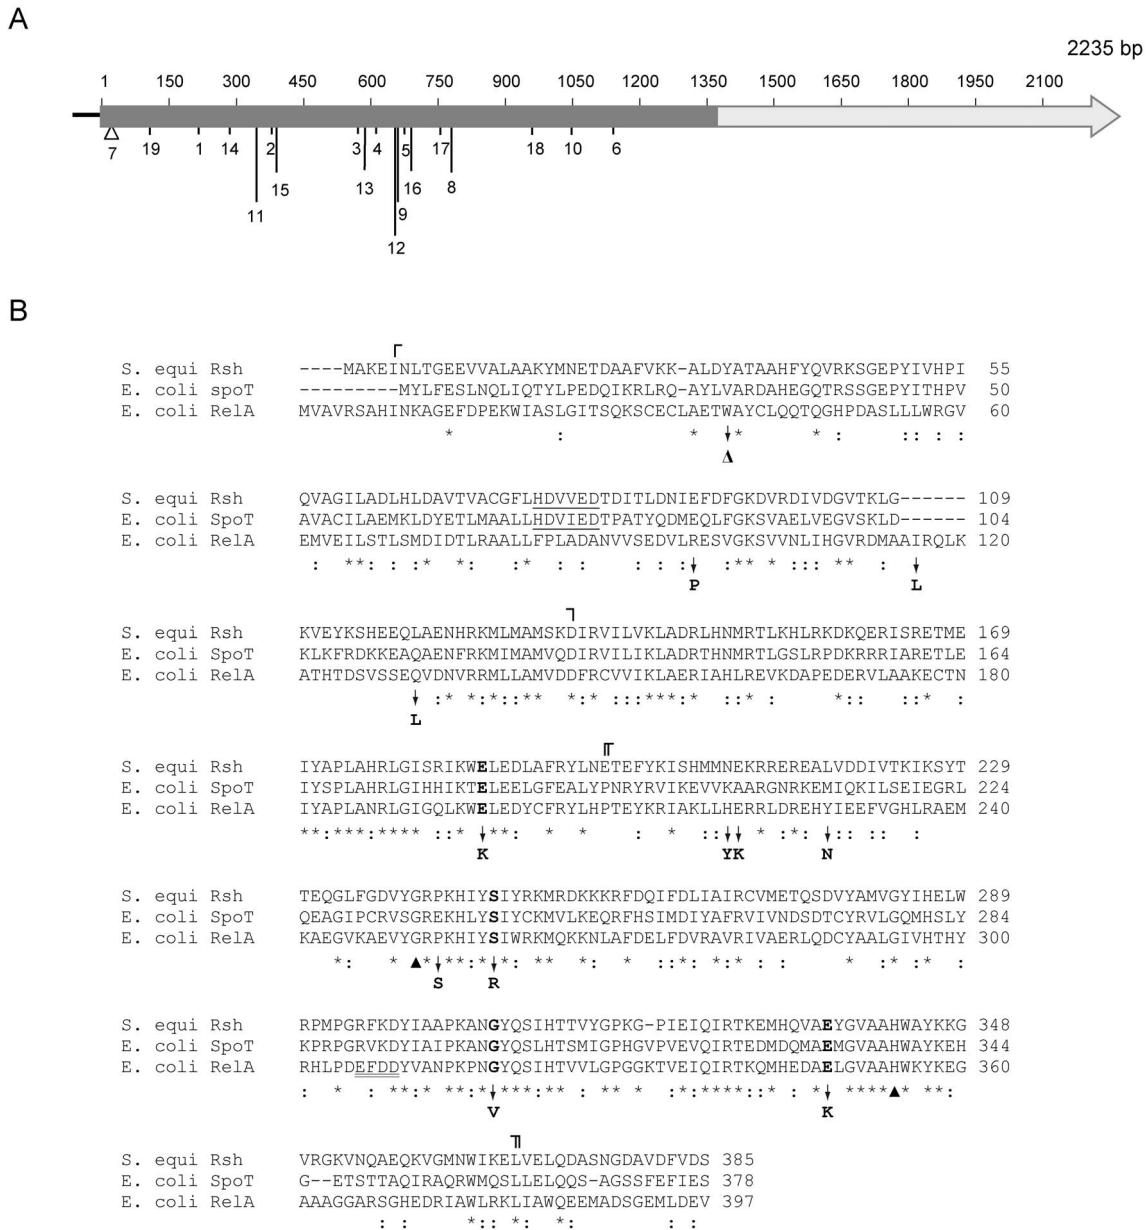 A
2235 bp
1 150 300 450 600 750 900 1050 1200 1350 1500 1650 1800 1950 2100
7 19 1 14 2 3 4 5 17 18 10 6
15 13 16 8
11 9
12
B
S. equi Rsh ----MAKEINLTGEEVVALAAKYMNETDAAFVKK-ALDYATAAHFYQVRKSGEPYIVHPI 55
E. coli spoT ---------MYLFESLNQLIQTYLPEDQIKRLRQ-AYLVARDAHEGQTRSSGEPYITHPV 50
E. coli RelA MVAVRSAHINKAGEFDPEKWIASLGITSQKSCECLAETWAYCLQQTQGHPDASLLLWRGV 60
* : * * * : : : : :
Δ
S. equi Rsh QVAGILADLHLDAVTVACGFLHDVVEDTDITLDNIEFDFGKDVRDIVDGVTKLG------ 109
E. coli SpoT AVACILAEMKLDYETLMAALLHDVIEDTPATYQDMEQLFGKSVAELVEGVSKLD------ 104
E. coli RelA EMVEILSTLSMDIDTLRAALLFPLADANVVSEDVLRESVGKSVVNLIHGVRDMAAIRQLK 120
: **: : :* *: :* : : : : : :** * ::: ** :
P L
S. equi Rsh KVEYKSHEEQLAENHRKMLMAMSKDIRVILVKLADRLHNMRTLKHLRKDKQERISRETME 169
E. coli SpoT KLKFRDKKEAQAENFRKMIMAMVQDIRVILIKLADRTHNMRTLGSLRPDKRRRIARETLE 164
E. coli RelA ATHTDSVSSEQVDNVRRMLLAMVDDFRCVVIKLAERIAHLREVKDAPEDERVLAAKECTN 180
:* *:*::** *:* :::***:* ::* : *:: ::* :
L
S. equi Rsh IYAPLAHRLGISRIKWELEDLAFRYLNETEFYKISHMMNEKRREREALVDDIVTKIKSYT 229
E. coli SpoT IYSPLAHRLGIHHIKTELEELGFEALYPNRYRVIKEVVKAARGNRKEMIQKILSEIEGRL 224
E. coli RelA IYAPLANRLGIGQLKWELEDYCFRYLHPTEYKRIAKLLHERRLDREHYIEEFVGHLRAEM 240
**:***:**** ::* ***: * * : * :: * :* :: : :: :
K YK N
S. equi Rsh TEQGLFGDVYGRPKHIYSIYRKMRDKKKRFDQIFDLIAIRCVMETQSDVYAMVGYIHELW 289
E. coli SpoT QEAGIPCRVSGREKHLYSIYCKMVLKEQRFHSIMDIYAFRVIVNDSDTCYRVLGQMHSLY 284
E. coli RelA KAEGVKAEVYGRPKHIYSIWRKMQKKNLAFDELFDVRAVRIVAERLQDCYAALGIVHTHY 300
*: * ▲* **:***: ** *: * ::*: *:* : : * :* :* :
S R
S. equi Rsh RPMPGRFKDYIAAPKANGYQSIHTTVYGPKG-PIEIQIRTKEMHQVAEYGVAAHWAYKKG 348
E. coli SpoT KPRPGRVKDYIAIPKANGYQSLHTSMIGPHGVPVEVQIRTEDMDQMAEMGVAAHWAYKEH 344
E. coli RelA RHLPDEFDDYVANPKPNGYQSIHTVVLGPGGKTVEIQIRTKQMHEDAELGVAAHWKYKEG 360
: * : **:* ** *****:** : ** * ::*:****::*.: ** ****▲* **:
V K
S. equi Rsh VRGKVNQAEQKVGMNWIKELVELQDASNGDAVDFVDS 385
E. coli SpoT G--ETSTTAQIRAQRWMQSLLELQQS-AGSSFEFIES 378
E. coli RelA AAAGGARSGHEDRIAWLRKLIAWQEEMADSGEMLDEV 397
: : *:: *: *: : :